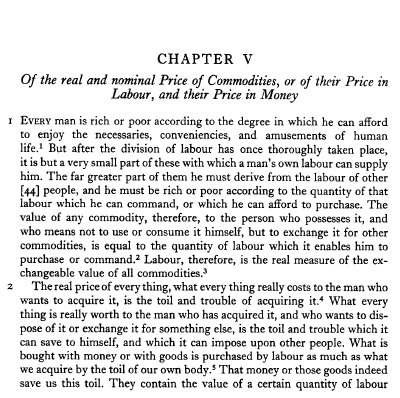 CHAPTER V
Of the real and nominal Price of Commodities, or of their Price in
Labour, and their Price in Money
1 EVERY man is rich or poor according to the degree in which he can afford
to enjoy the necessaries, conveniencies, and amusements of human
life.¹ But after the division of labour has once thoroughly taken place,
it is but a very small part of these with which a man's own labour can supply
him. The far greater part of them he must derive from the labour of other
[44] people, and he must be rich or poor according to the quantity of that
labour which he can command, or which he can afford to purchase. The
value of any commodity, therefore, to the person who possesses it, and
who means not to use or consume it himself, but to exchange it for other
commodities, is equal to the quantity of labour which it enables him to
purchase or command.² Labour, therefore, is the real measure of the ex-
changeable value of all commodities.³
2 The real price of every thing, what every thing really costs to the man who
wants to acquire it, is the toil and trouble of acquiring it.⁴ What every
thing is really worth to the man who has acquired it, and who wants to dis-
pose of it or exchange it for something else, is the toil and trouble which it
can save to himself, and which it can impose upon other people. What is
bought with money or with goods is purchased by labour as much as what
we acquire by the toil of our own body.⁵ That money or those goods indeed
save us this toil. They contain the value of a certain quantity of labour